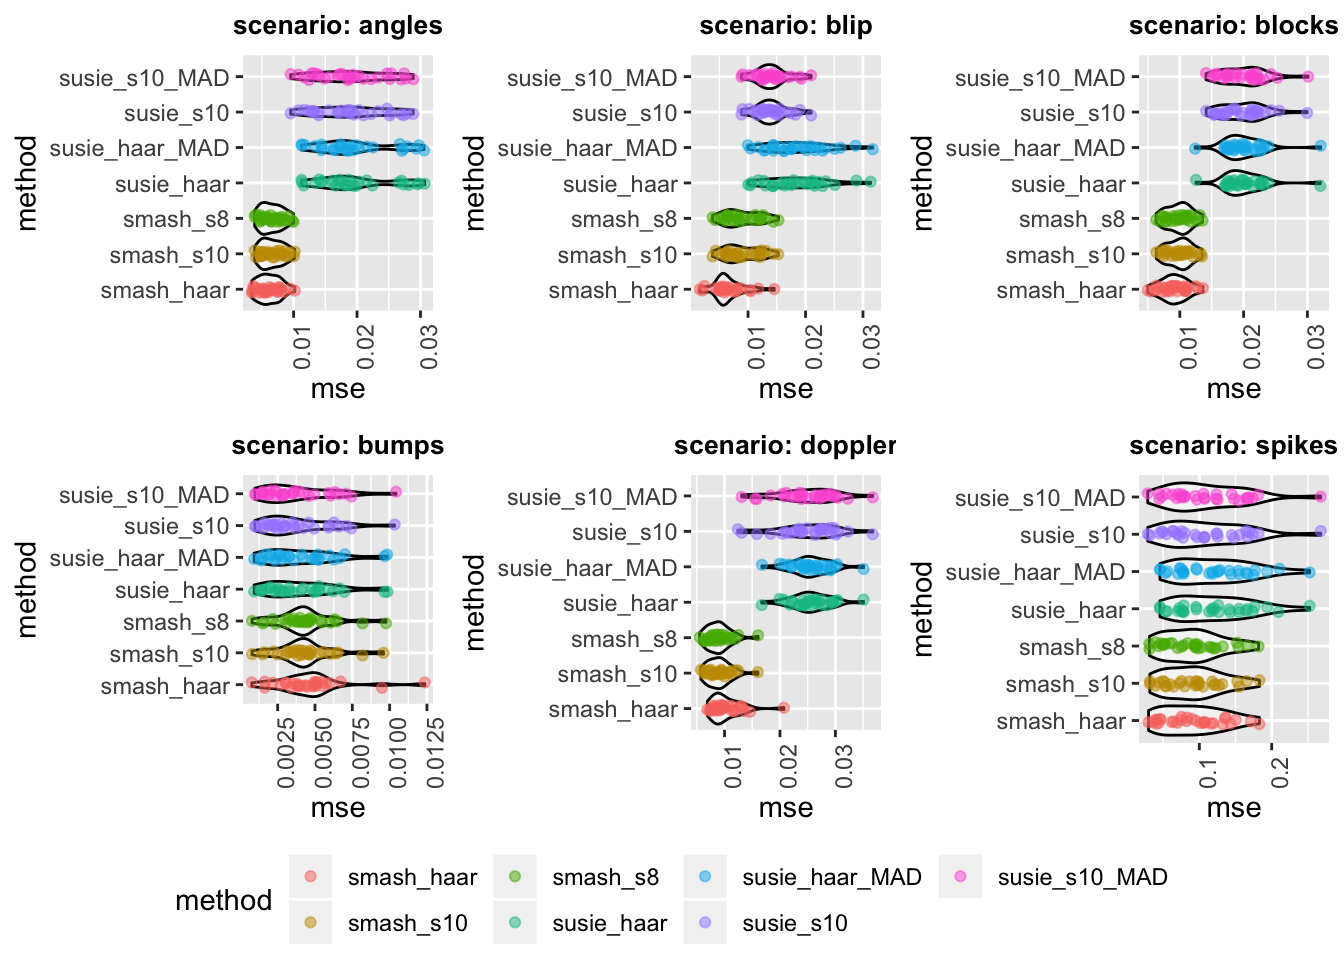 scenario: angles
method
susie_s10_MAD
susie_s10
susie_haar_MAD
susie_haar
smash_s8
smash_s10
smash_haar
0.01
0.02
0.03
mse
scenario: blip
method
susie_s10_MAD
susie_s10
susie_haar_MAD
susie_haar
smash_s8
smash_s10
smash_haar
0.01
0.02
0.03
mse
scenario: blocks
method
susie_s10_MAD
susie_s10
susie_haar_MAD
susie_haar
smash_s8
smash_s10
smash_haar
0.01
0.02
0.03
mse
scenario: bumps
method
susie_s10_MAD
susie_s10
susie_haar_MAD
susie_haar
smash_s8
smash_s10
smash_haar
0.0025
0.0050
0.0075
0.0100
0.0125
mse
scenario: doppler
method
susie_s10_MAD
susie_s10
susie_haar_MAD
susie_haar
smash_s8
smash_s10
smash_haar
0.01
0.02
0.03
mse
scenario: spikes
method
susie_s10_MAD
susie_s10
susie_haar_MAD
susie_haar
smash_s8
smash_s10
smash_haar
0.1
0.2
mse
method
smash_haar
smash_s8
susie_haar_MAD
susie_s10_MAD
smash_s10
susie_haar
susie_s10